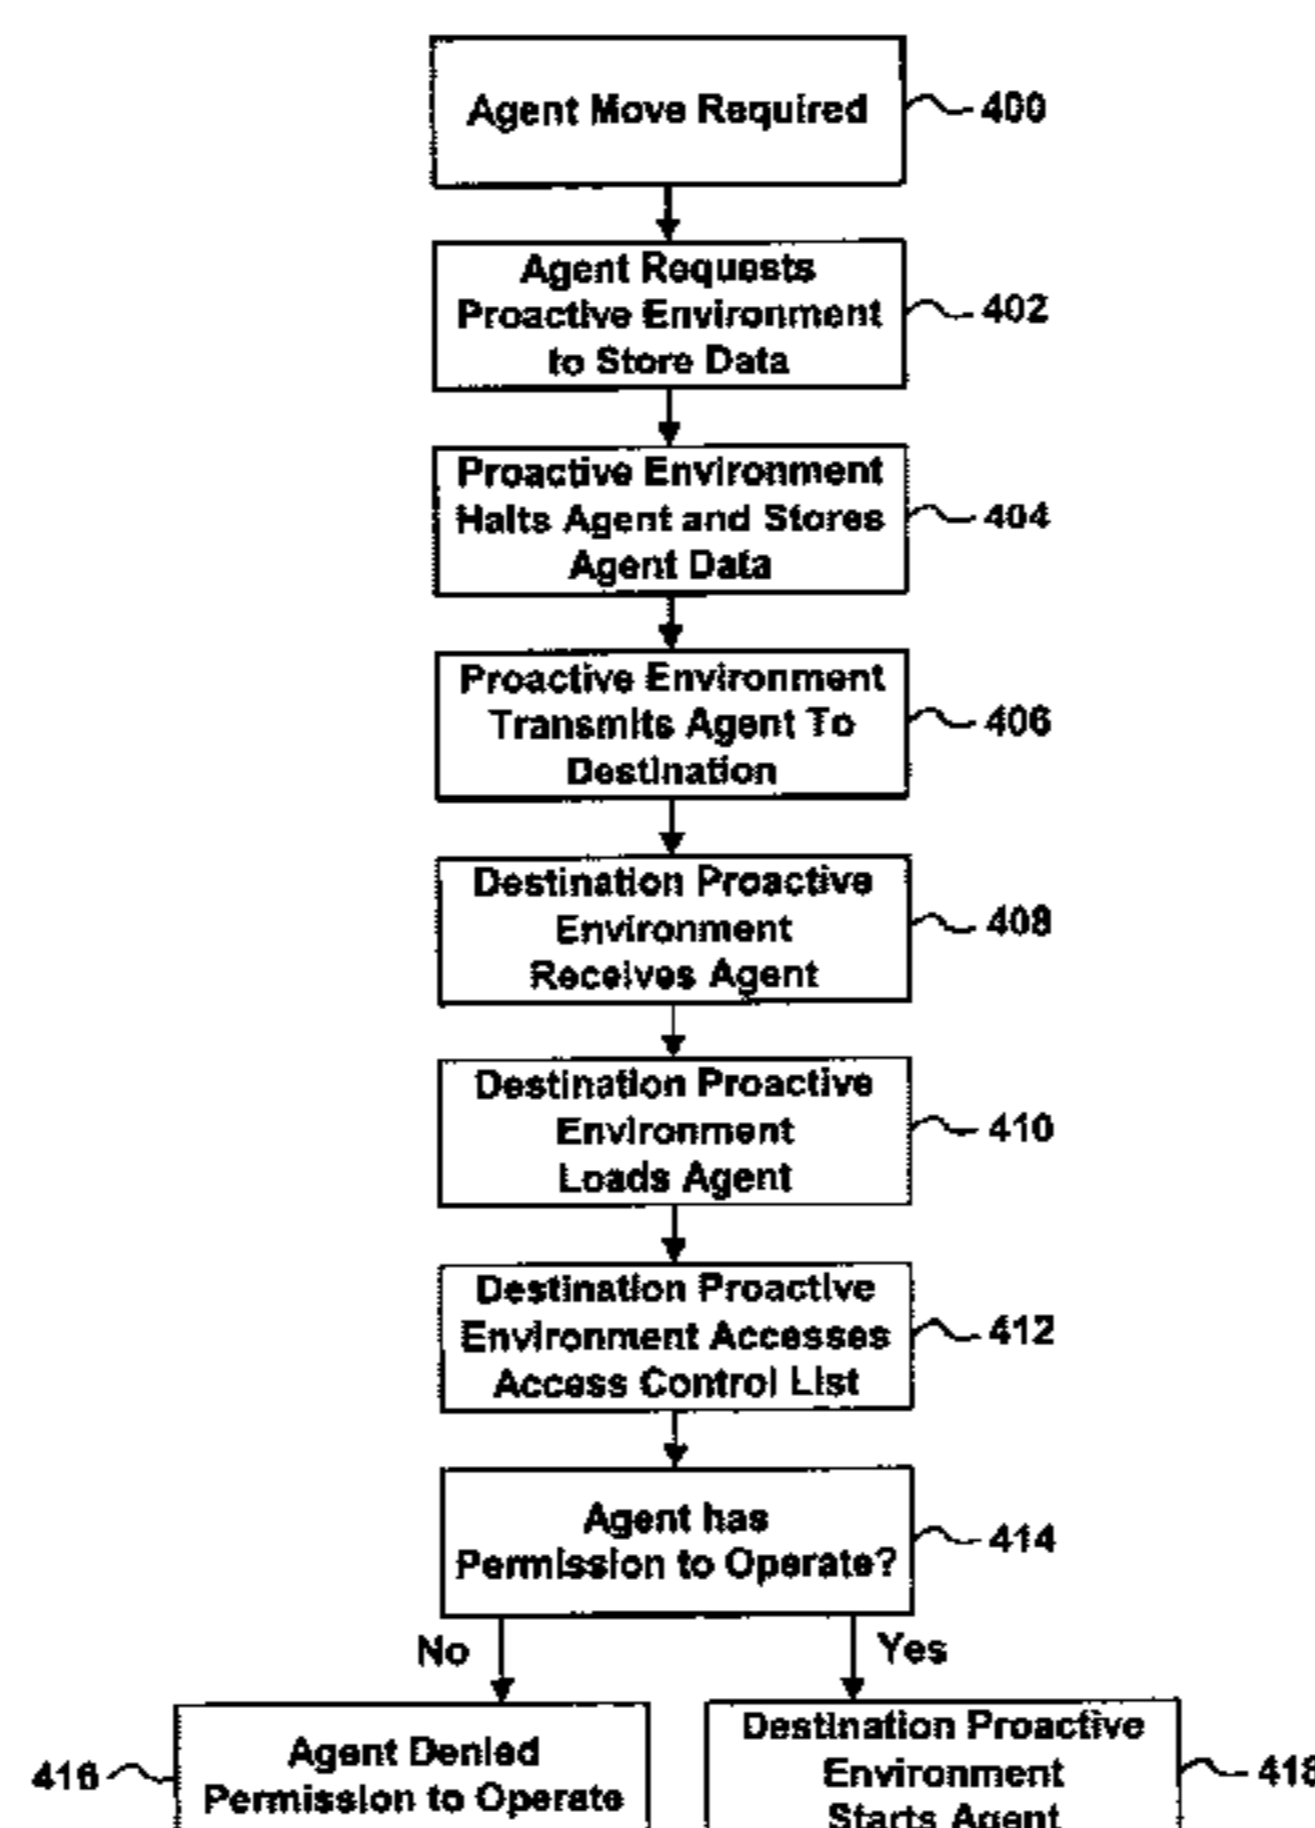 Agent Move Required
400
Agent Requests
Proactive Environment
to Store Data
402
Proactive Environment
Halts Agent and Stores
Agent Data
404
Proactive Environment
Transmits Agent To
Destination
406
Destination Proactive
Environment
Receives Agent
408
Destination Proactive
Environment
Loads Agent
410
Destination Proactive
Environment Accesses
Access Control List
412
Agent has
Permission to Operate?
414
No
Yes
416
Agent Denied
Permission to Operate
Destination Proactive
Environment
Starts Agent
418